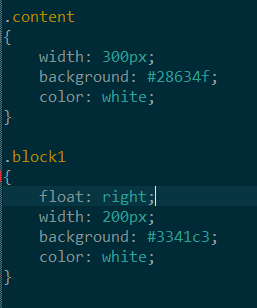 .content
{
    width: 300px;
    background: #28634f;
    color: white;
}

.block1
{
    float: right;
    width: 200px;
    background: #3341c3;
    color: white;
}